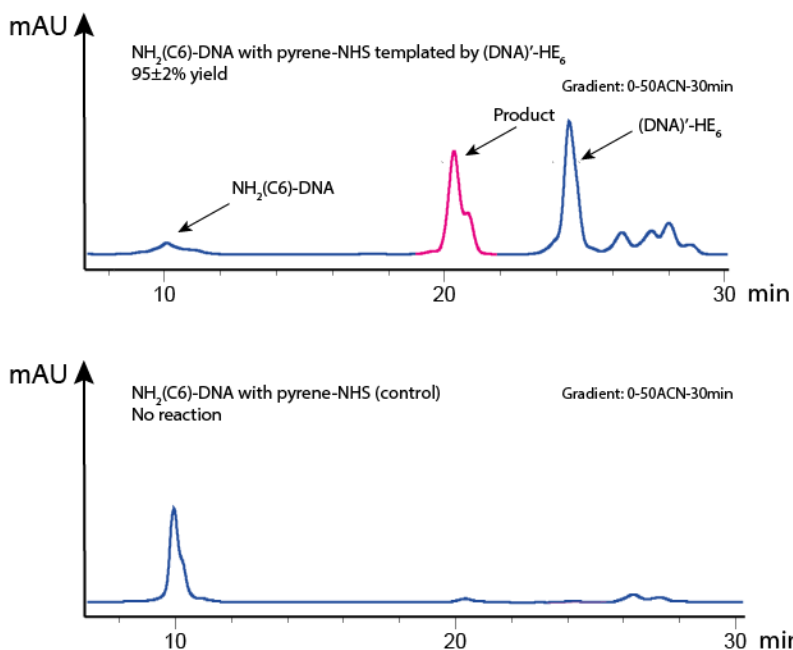 mAU
NH₂(C6)-DNA with pyrene-NHS templated by (DNA)’-HE₆
95±2% yield
Gradient: 0-50ACN-30min
Product
(DNA)’-HE₆
NH₂(C6)-DNA
10 20 30 min
mAU
NH₂(C6)-DNA with pyrene-NHS (control)
No reaction
Gradient: 0-50ACN-30min
10 20 30 min